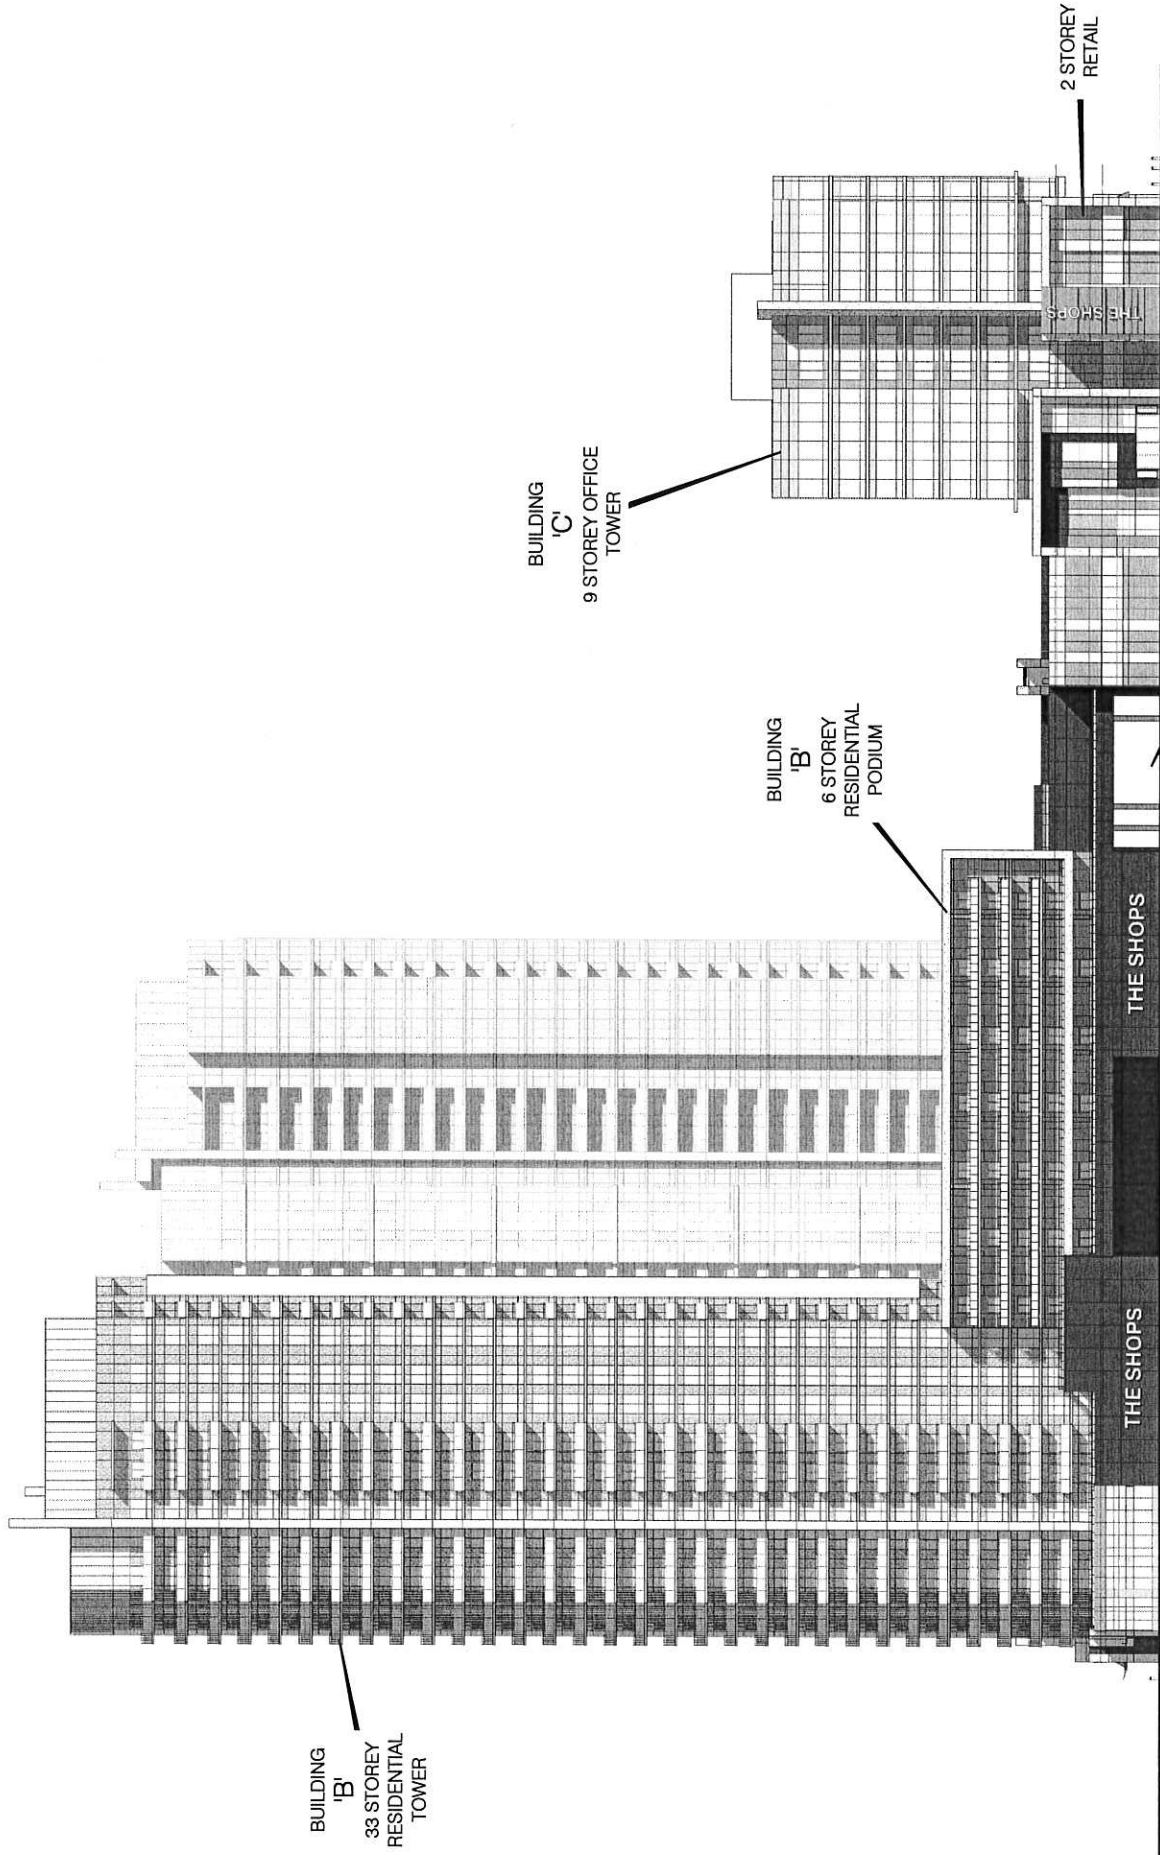 BUILDING
'B'
33 STOREY
RESIDENTIAL
TOWER
BUILDING
'B'
6 STOREY
RESIDENTIAL
PODIUM
BUILDING
'C'
9 STOREY OFFICE
TOWER
2 STOREY
RETAIL
THE SHOPS
THE SHOPS
THE SHOPS